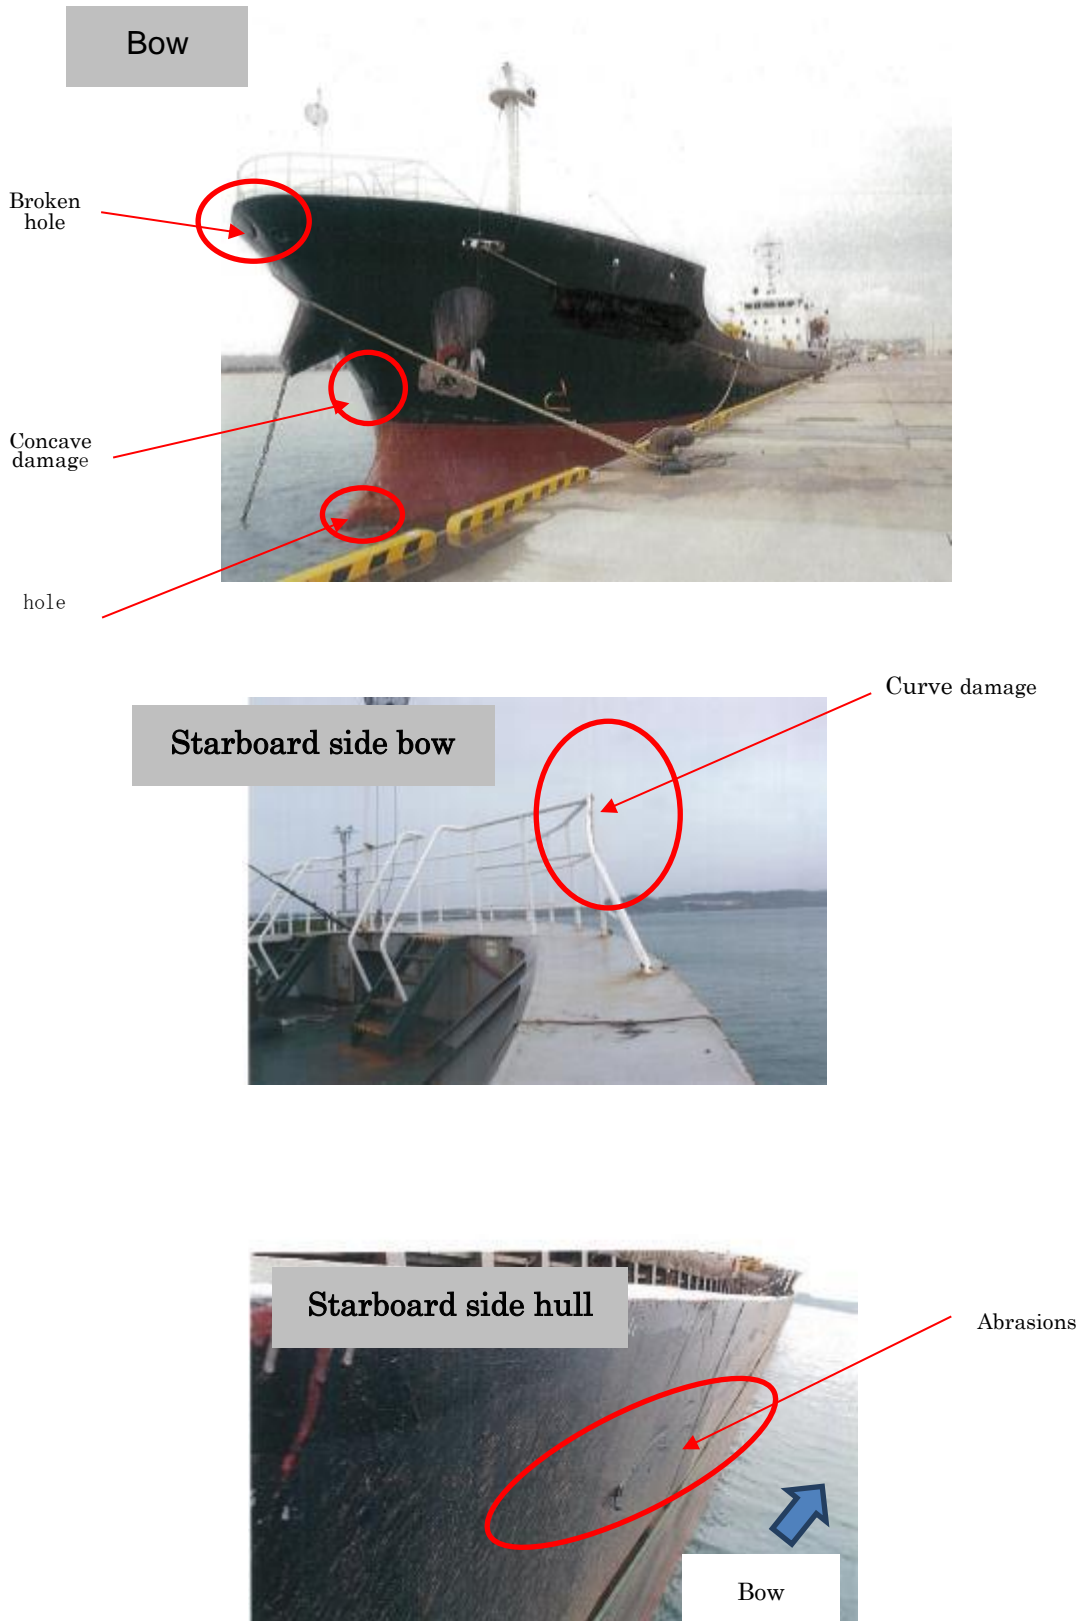 Bow
Broken
hole
Concave
damage
hole
Curve damage
Starboard side bow
Starboard side hull
Abrasions
Bow